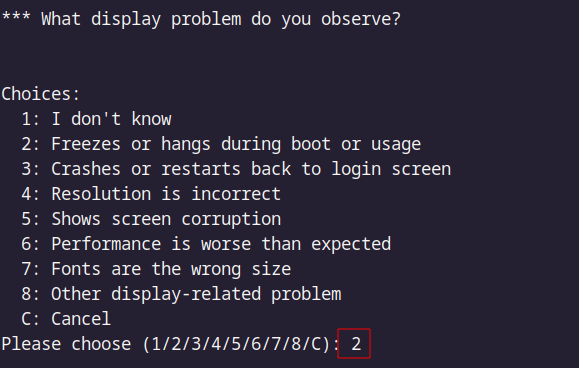 *** What display problem do you observe?
Choices:
1: I don't know
2: Freezes or hangs during boot or usage
3: Crashes or restarts back to login screen
4: Resolution is incorrect
5: Shows screen corruption
6: Performance is worse than expected
7: Fonts are the wrong size
8: Other display-related problem
C: Cancel
Please choose (1/2/3/4/5/6/7/8/C): 2